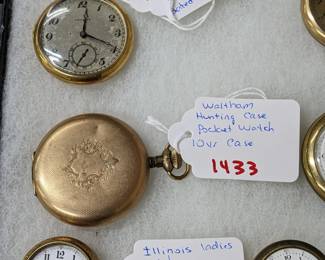 Waltham
Hunting Case
Pocket Watch
10yr Case
1433
Illinois ladies